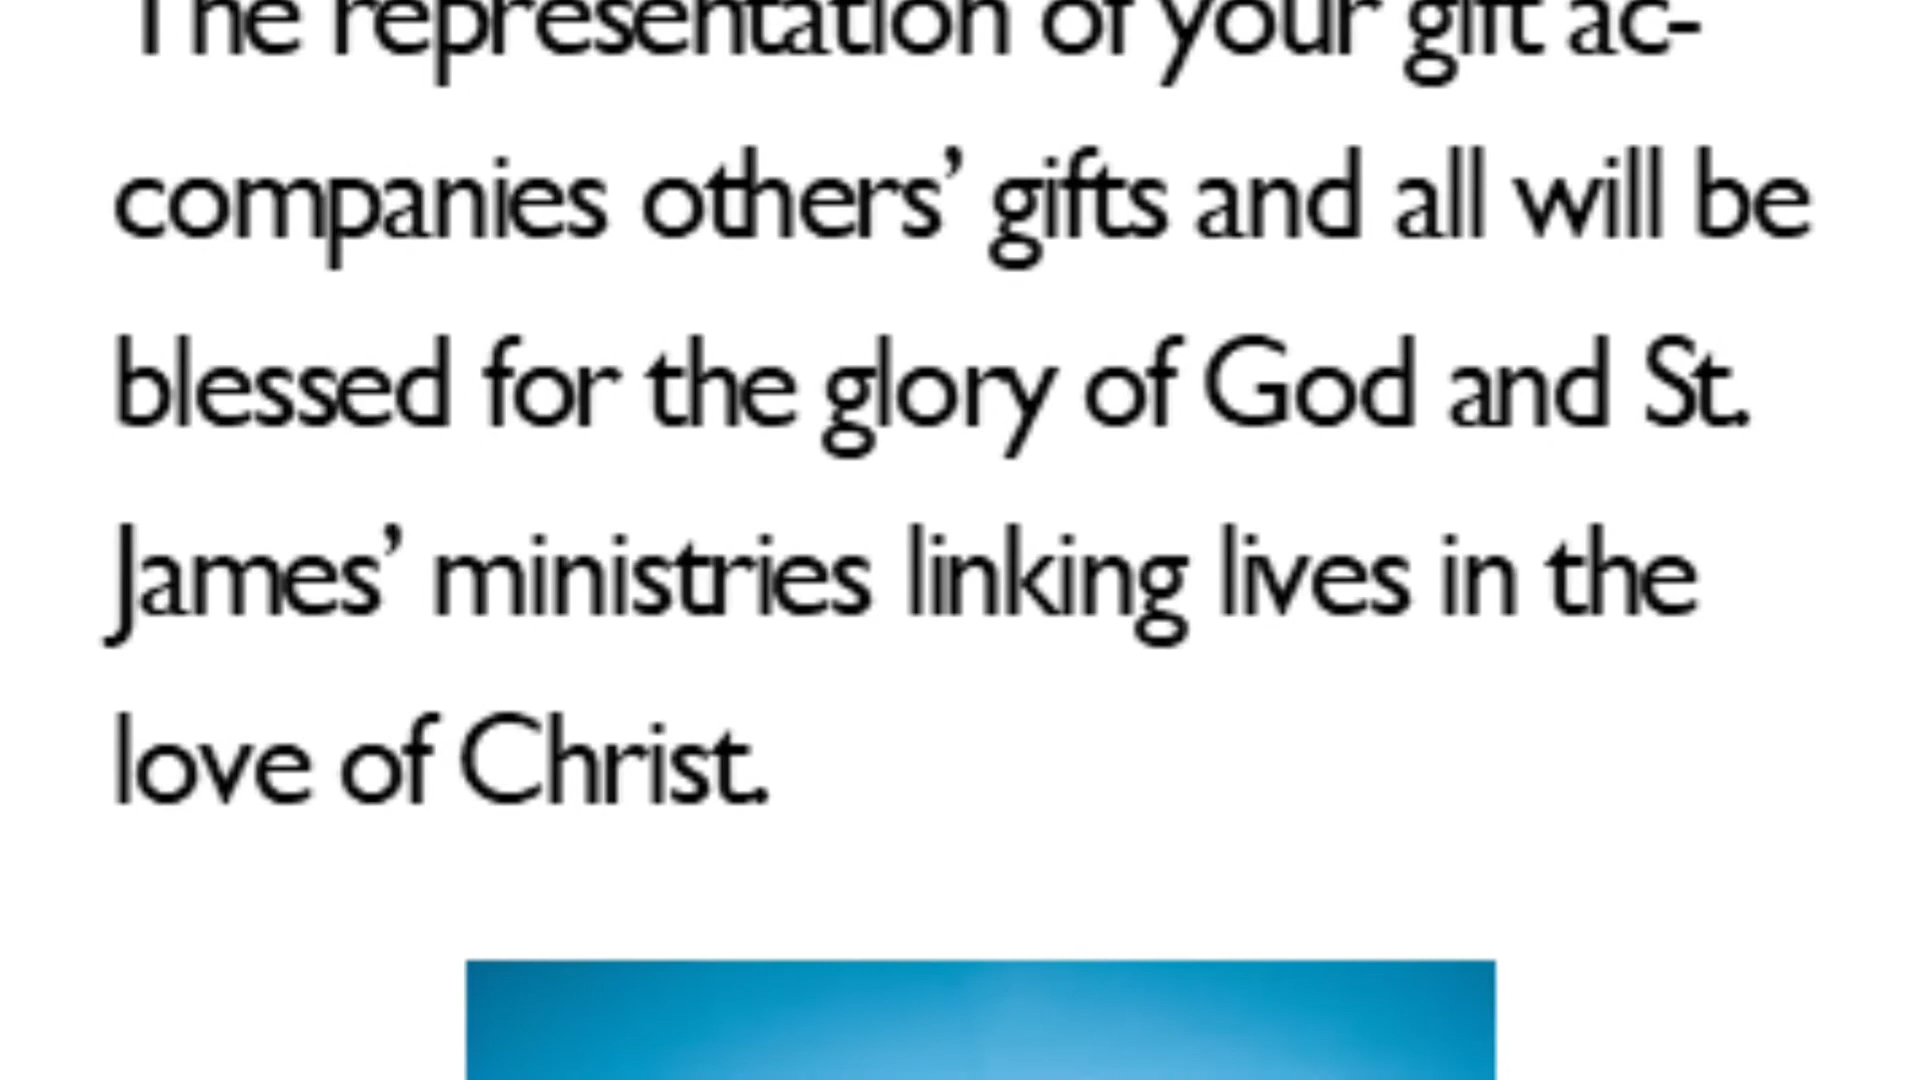 The representation of your gift ac-
companies others’ gifts and all will be
blessed for the glory of God and St.
James’ ministries linking lives in the
love of Christ.